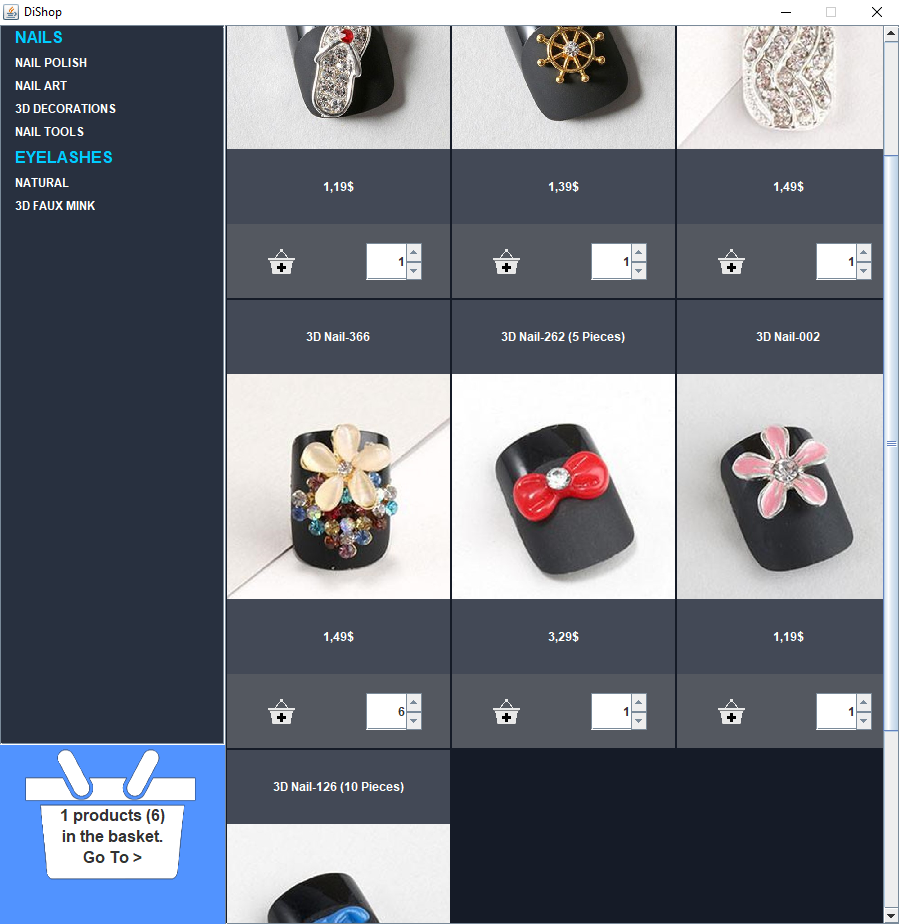 DiShop
NAILS
NAIL POLISH
NAIL ART
3D DECORATIONS
NAIL TOOLS
EYELASHES
NATURAL
3D FAUX MINK
1,19$
1,39$
1,49$
1
1
1
3D Nail-366
3D Nail-262 (5 Pieces)
3D Nail-002
1,49$
3,29$
1,19$
6
1
1
3D Nail-126 (10 Pieces)
1 products (6)
in the basket.
Go To >